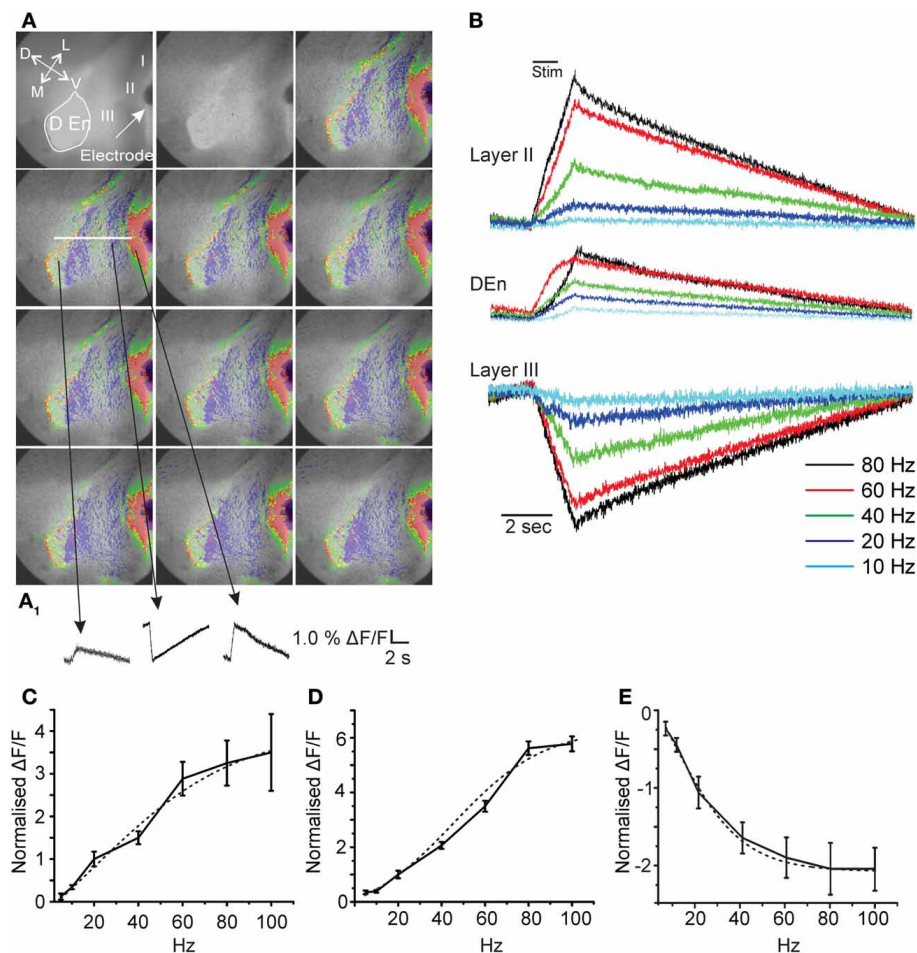 A
D
L
M
V
I
II
III
D En
Electrode
A1
1.0 % ΔF/F
2 s
B
Stim
Layer II
DEn
Layer III
2 sec
80 Hz
60 Hz
40 Hz
20 Hz
10 Hz
C
Normalised ΔF/F
4
3
2
1
0
20 40 60 80 100
Hz
D
Normalised ΔF/F
6
4
2
0
20 40 60 80 100
Hz
E
Normalised ΔF/F
0
-1
-2
20 40 60 80 100
Hz